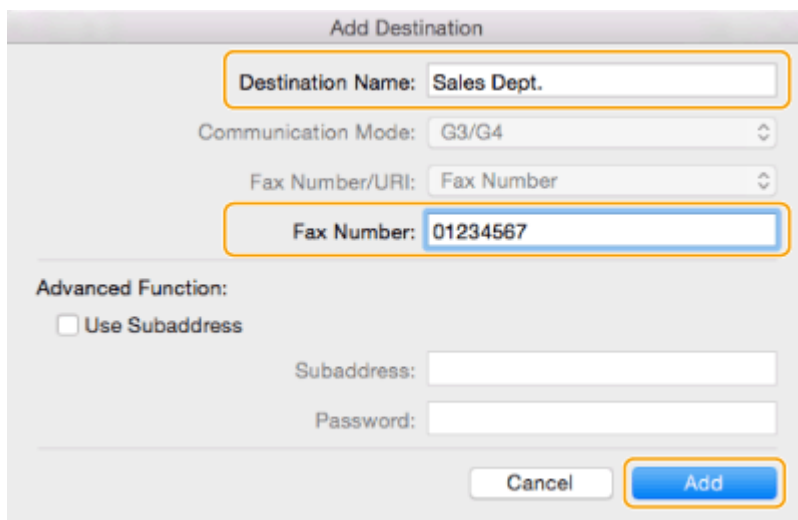 Add Destination
Destination Name: Sales Dept.
Communication Mode: G3/G4
Fax Number/URI: Fax Number
Fax Number: 01234567
Advanced Function:
Use Subaddress
Subaddress:
Password:
Cancel Add